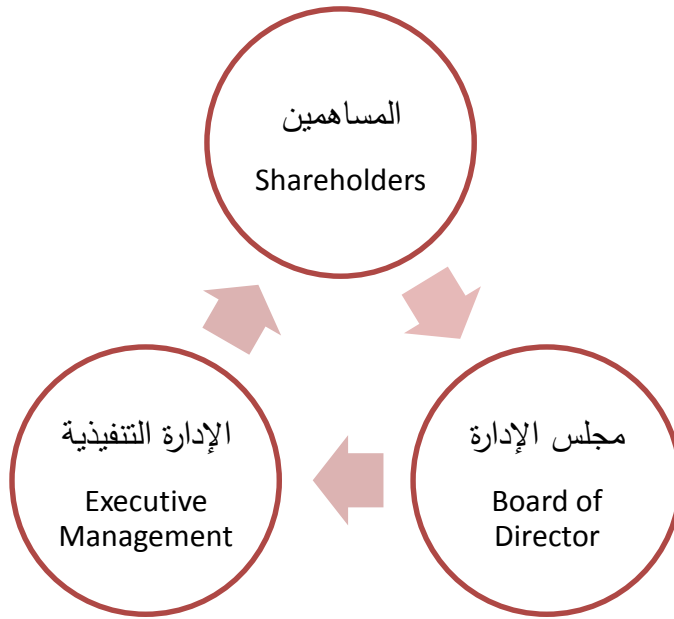 المساهمين
Shareholders
مجلس الإدارة
Board of
Director
الإدارة التنفيذية
Executive
Management